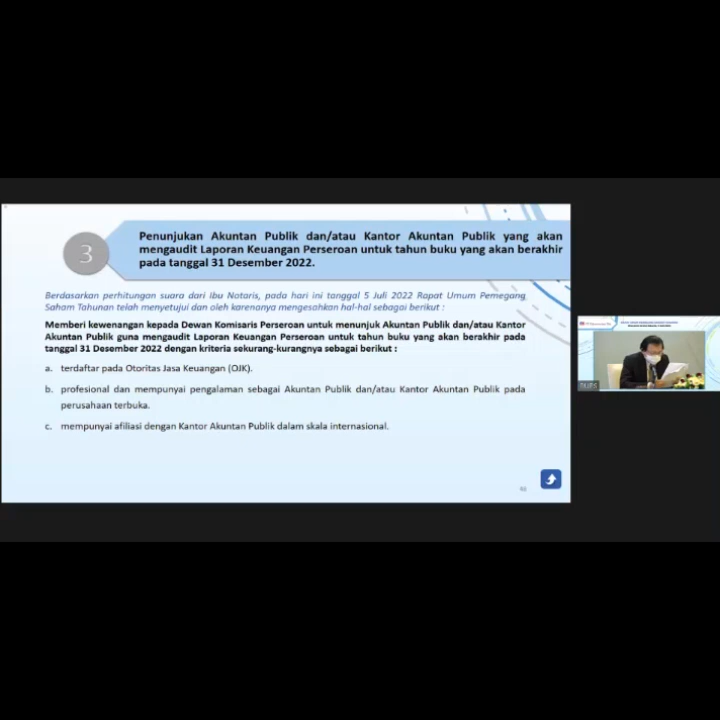 3
Penunjukan Akuntan Publik dan/atau Kantor Akuntan Publik yang akan
mengaudit Laporan Keuangan Perseroan untuk tahun buku yang akan berakhir
pada tanggal 31 Desember 2022.
Berdasarkan perhitungan suara dari Ibu Notaris, pada hari ini tanggal 5 Juli 2022 Rapat Umum Pemegang
Saham Tahunan telah menyetujui dan oleh karenanya mengesahkan hal-hal sebagai berikut :
Memberi kewenangan kepada Dewan Komisaris Perseroan untuk menunjuk Akuntan Publik dan/atau Kantor
Akuntan Publik guna mengaudit Laporan Keuangan Perseroan untuk tahun buku yang akan berakhir pada
tanggal 31 Desember 2022 dengan kriteria sekurang-kurangnya sebagai berikut :
a. terdaftar pada Otoritas Jasa Keuangan (OJK).
b. profesional dan mempunyai pengalaman sebagai Akuntan Publik dan/atau Kantor Akuntan Publik pada
perusahaan terbuka.
c. mempunyai afiliasi dengan Kantor Akuntan Publik dalam skala internasional.